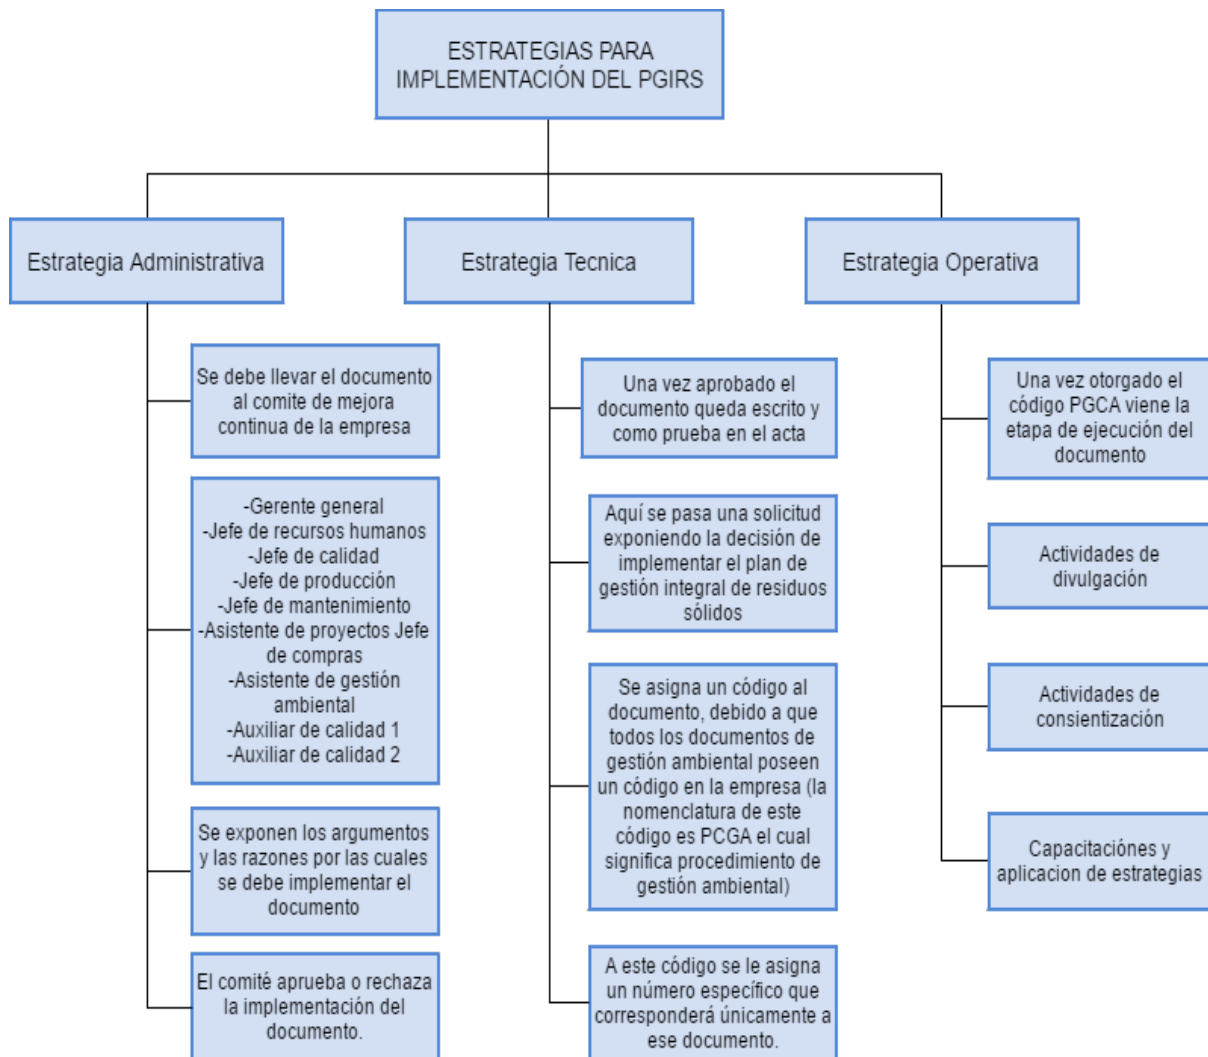 ESTRATEGIAS PARA
IMPLEMENTACIÓN DEL PGIRS
Estrategia Administrativa
Se debe llevar el documento
al comite de mejora
continua de la empresa
-Gerente general
-Jefe de recursos humanos
-Jefe de calidad
-Jefe de producción
-Jefe de mantenimiento
-Asistente de proyectos Jefe
de compras
-Asistente de gestión
ambiental
-Auxiliar de calidad 1
-Auxiliar de calidad 2
Se exponen los argumentos
y las razones por las cuales
se debe implementar el
documento
El comité aprueba o rechaza
la implementación del
documento.
Estrategia Tecnica
Una vez aprobado el
documento queda escrito y
como prueba en el acta
Aquí se pasa una solicitud
exponiendo la decisión de
implementar el plan de
gestión integral de residuos
sólidos
Se asigna un código al
documento, debido a que
todos los documentos de
gestión ambiental poseen
un código en la empresa (la
nomenclatura de este
código es PCGA el cual
significa procedimiento de
gestión ambiental)
A este código se le asigna
un número específico que
corresponderá únicamente a
ese documento.
Estrategia Operativa
Una vez otorgado el
código PGCA viene la
etapa de ejecución del
documento
Actividades de
divulgación
Actividades de
consientización
Capacitaciónes y
aplicacion de estrategias